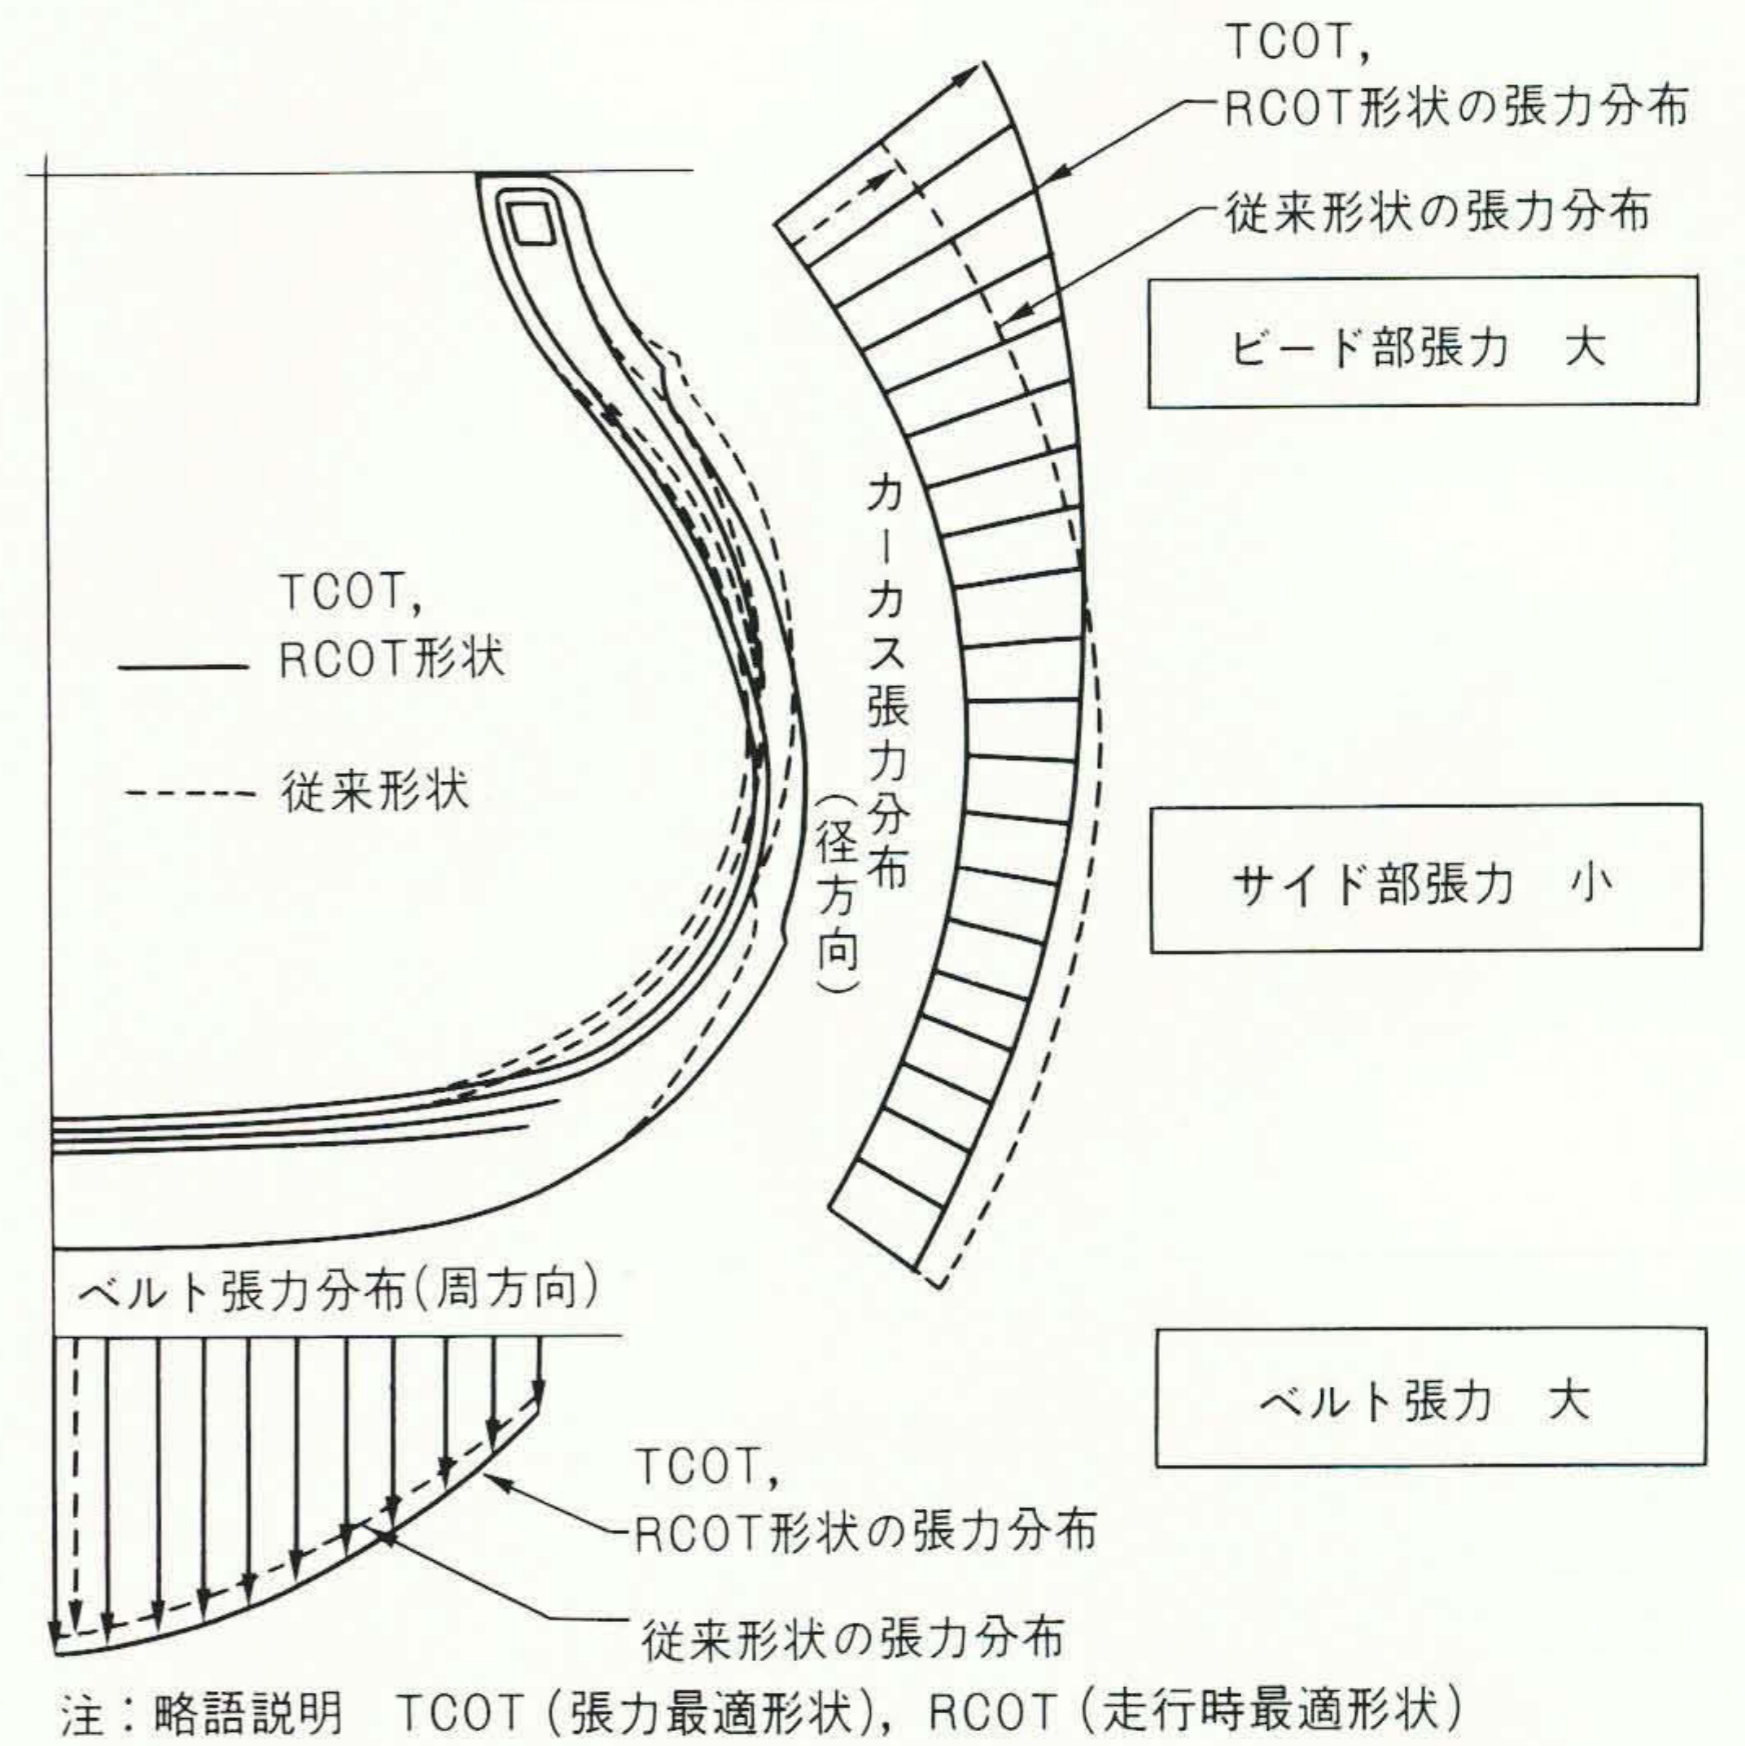 TCOT,
RCOT形状の張力分布
従来形状の張力分布
ビード部張力 大
カーカス張力分布
(径方向)
TCOT,
RCOT形状
従来形状
サイド部張力 小
ベルト張力分布(周方向)
ベルト張力 大
TCOT,
RCOT形状の張力分布
従来形状の張力分布
注:略語説明 TCOT(張力最適形状), RCOT(走行時最適形状)